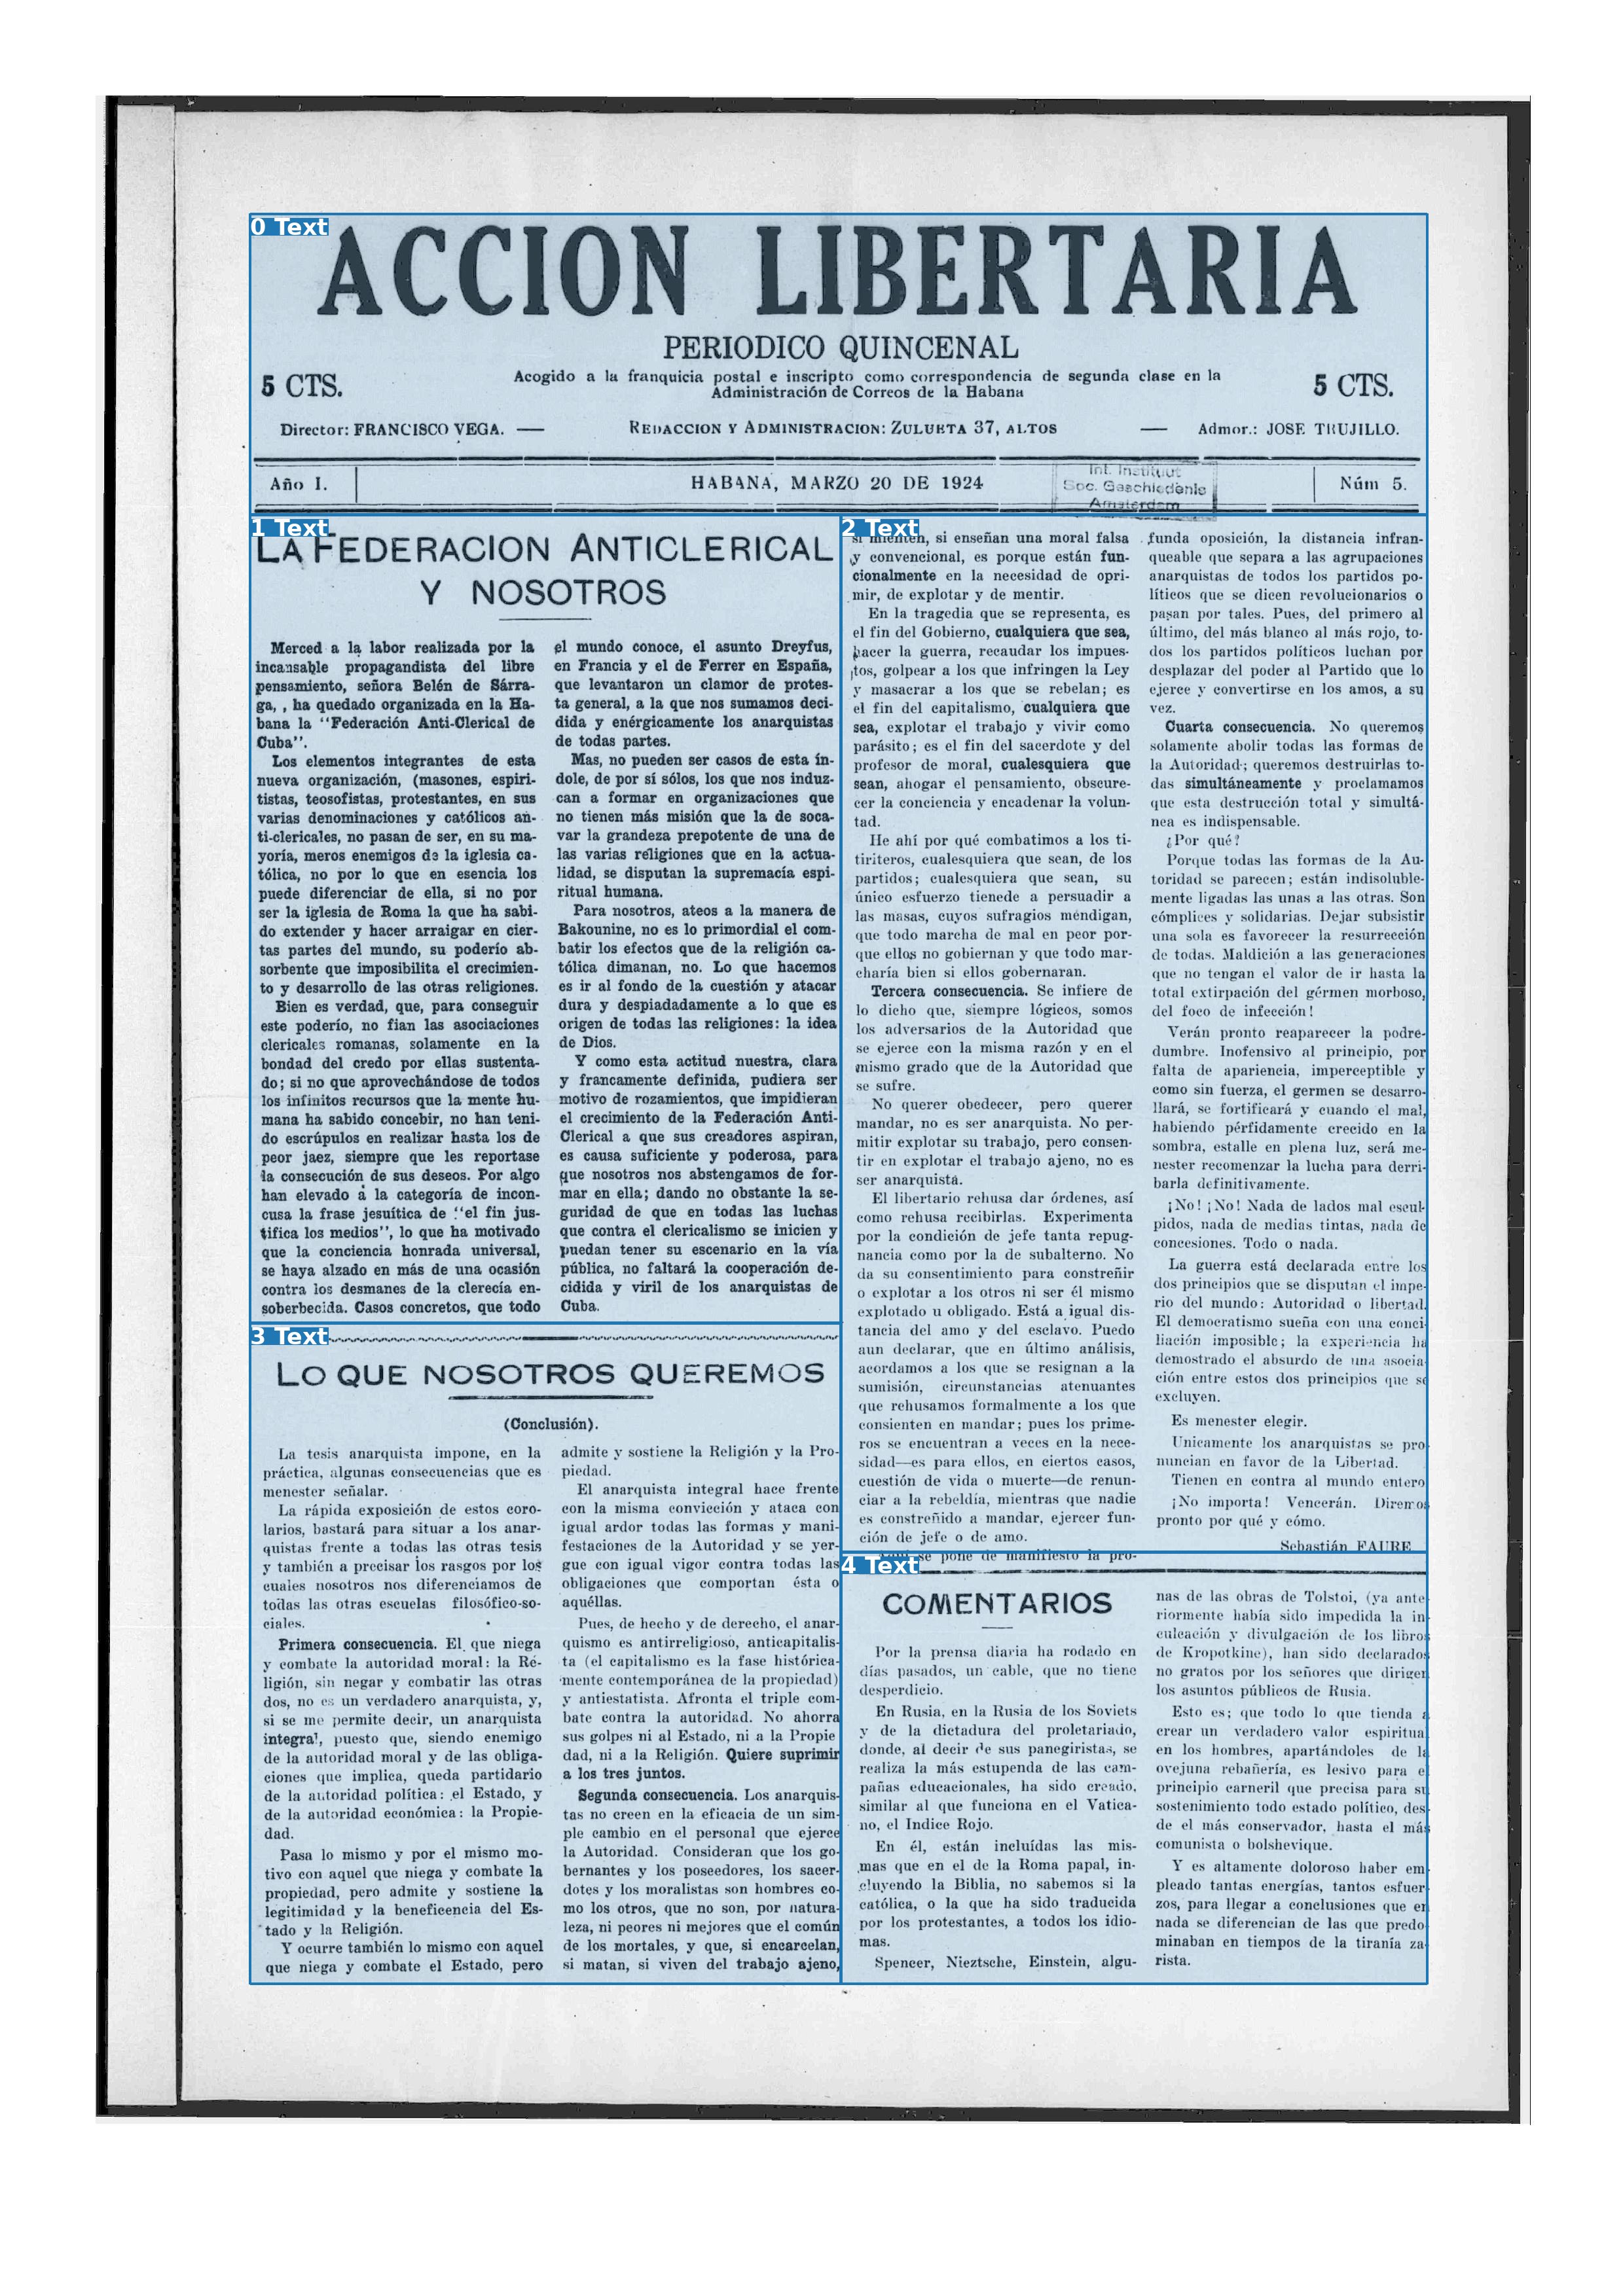 ACCION LIBERTARIA
PERIODICO QUINCENAL
5 CTS.
Acogido a la franquicia postal e inscripto como correspondencia de segunda clase en la
Administración de Correos de la Habana
5 CTS.
Director: FRANCISCO VEGA. —
REDACCION Y ADMINISTRACION: ZULUETA 37, ALTOS
— Admor.: JOSE TRUJILLO.
Año I.
HABANA, MARZO 20 DE 1924
Int. Instituut
Soc. Geschiedenis
Amsterdam
Núm 5.
0 Text
1 Text
LA FEDERACION ANTICLERICAL
Y NOSOTROS
Merced a la labor realizada por la
incansable propagandista del libre
pensamiento, señora Belén de Sárra-
ga, , ha quedado organizada en la Ha-
bana la "Federación Anti-Clerical de
Cuba".
Los elementos integrantes de esta
nueva organización, (masones, espiri-
tistas, teosofistas, protestantes, en sus
varias denominaciones y católicos an-
ti-clericales, no pasan de ser, en su ma-
yoría, meros enemigos de la iglesia ca-
tólica, no por lo que en esencia los
puede diferenciar de ella, si no por
ser la iglesia de Roma la que ha sabi-
do extender y hacer arraigar en cier-
tas partes del mundo, su poderío ab-
sorbente que imposibilita el crecimien-
to y desarrollo de las otras religiones.
Bien es verdad, que, para conseguir
este poderío, no fian las asociaciones
clericales romanas, solamente en la
bondad del credo por ellas sustenta-
do; si no que aprovechándose de todos
los infinitos recursos que la mente hu-
mana ha sabido concebir, no han teni-
do escrúpulos en realizar hasta los de
peor jaez, siempre que les reportase
la consecución de sus deseos. Por algo
han elevado á la categoría de incon-
cusa la frase jesuítica de "el fin jus-
tifica los medios", lo que ha motivado
que la conciencia honrada universal,
se haya alzado en más de una ocasión
contra los desmanes de la clerecía en-
soberbecida. Casos concretos, que todo
el mundo conoce, el asunto Dreyfus,
en Francia y el de Ferrer en España,
que levantaron un clamor de protes-
ta general, a la que nos sumamos deci-
dida y enérgicamente los anarquistas
de todas partes.
Mas, no pueden ser casos de esta ín-
dole, de por sí sólos, los que nos induz-
can a formar en organizaciones que
no tienen más misión que la de soca-
var la grandeza prepotente de una de
las varias réligiones que en la actua-
lidad, se disputan la supremacía espi-
ritual humana.
Para nosotros, ateos a la manera de
Bakounine, no es lo primordial el com-
batir los efectos que de la religión ca-
tólica dimanan, no. Lo que hacemos
es ir al fondo de la cuestión y atacar
dura y despiadadamente a lo que es
origen de todas las religiones: la idea
de Dios.
Y como esta actitud nuestra, clara
y francamente definida, pudiera ser
motivo de rozamientos, que impidieran
el crecimiento de la Federación Anti-
Clerical a que sus creadores aspiran,
es causa suficiente y poderosa, para
que nosotros nos abstengamos de for-
mar en ella; dando no obstante la se-
guridad de que en todas las luchas
que contra el clericalismo se inicien y
puedan tener su escenario en la vía
pública, no faltará la cooperación de-
cidida y viril de los anarquistas de
Cuba.
3 Text
LO QUE NOSOTROS QUEREMOS
(Conclusión).
La tesis anarquista impone, en la
práctica, algunas consecuencias que es
menester señalar.
La rápida exposición de estos coro-
larios, bastará para situar a los anar-
quistas frente a todas las otras tesis
y también a precisar los rasgos por los
cuales nosotros nos diferenciamos de
todas las otras escuelas filosófico-so-
ciales.
Primera consecuencia. El que niega
y combate la autoridad moral: la Re-
ligión, sin negar y combatir las otras
dos, no es un verdadero anarquista, y,
si se me permite decir, un anarquista
integral, puesto que, siendo enemigo
de la autoridad moral y de las obliga-
ciones que implica, queda partidario
de la autoridad política: el Estado, y
de la autoridad económica: la Propie-
dad.
Pasa lo mismo y por el mismo mo-
tivo con aquel que niega y combate la
propiedad, pero admite y sostiene la
legitimidad y la beneficencia del Es-
tado y la Religión.
Y ocurre también lo mismo con aquel
que niega y combate el Estado, pero
admite y sostiene la Religión y la Pro-
piedad.
El anarquista integral hace frente
con la misma convicción y ataca con
igual ardor todas las formas y mani-
festaciones de la Autoridad y se yer-
gue con igual vigor contra todas las
obligaciones que comportan ésta o
aquéllas.
Pues, de hecho y de derecho, el anar-
quismo es antirreligioso, anticapitalis-
ta (el capitalismo es la fase histórica-
mente contemporánea de la propiedad)
y antiestatista. Afronta el triple com-
bate contra la autoridad. No ahorra
sus golpes ni al Estado, ni a la Propie
dad, ni a la Religión. Quiere suprimir
a los tres juntos.
Segunda consecuencia. Los anarquis-
tas no creen en la eficacia de un sim-
ple cambio en el personal que ejerce
la Autoridad. Consideran que los go-
bernantes y los poseedores, los sacer-
dotes y los moralistas son hombres co-
mo los otros, que no son, por natura-
leza, ni peores ni mejores que el común
de los mortales, y que, si encarcelan,
si matan, si viven del trabajo ajeno,
2 Text
si mienten, si enseñan una moral falsa
y convencional, es porque están fun-
cionalmente en la necesidad de opri-
mir, de explotar y de mentir.
En la tragedia que se representa, es
el fin del Gobierno, cualquiera que sea,
hacer la guerra, recaudar los impues-
tos, golpear a los que infringen la Ley
y masacrar a los que se rebelan; es
el fin del capitalismo, cualquiera que
sea, explotar el trabajo y vivir como
parásito; es el fin del sacerdote y del
profesor de moral, cualesquiera que
sean, ahogar el pensamiento, obscure-
cer la conciencia y encadenar la volun-
tad.
He ahí por qué combatimos a los ti-
tiriteros, cualesquiera que sean, de los
partidos; cualesquiera que sean, su
único esfuerzo tienede a persuadir a
las masas, cuyos sufragios méndigan,
que todo marcha de mal en peor por-
que ellos no gobiernan y que todo mar-
charía bien si ellos gobernaran.
Tercera consecuencia. Se infiere de
lo dicho que, siempre lógicos, somos
los adversarios de la Autoridad que
se ejerce con la misma razón y en el
mismo grado que de la Autoridad que
se sufre.
No querer obedecer, pero querer
mandar, no es ser anarquista. No per-
mitir explotar su trabajo, pero consen-
tir en explotar el trabajo ajeno, no es
ser anarquista.
El libertario rehusa dar órdenes, así
como rehusa recibirlas. Experimenta
por la condición de jefe tanta repug-
nancia como por la de subalterno. No
da su consentimiento para constreñir
o explotar a los otros ni ser él mismo
explotado u obligado. Está a igual dis-
tancia del amo y del esclavo. Puedo
aun declarar, que en último análisis,
acordamos a los que se resignan a la
sumisión, circunstancias atenuantes
que rehusamos formalmente a los que
consienten en mandar; pues los prime-
ros se encuentran a veces en la nece-
sidad—es para ellos, en ciertos casos,
cuestión de vida o muerte—de renun-
ciar a la rebeldía, mientras que nadie
es constreñido a mandar, ejercer fun-
ción de jefe o de amo.
se pone de manifiesto la pro-
funda oposición, la distancia infran-
queable que separa a las agrupaciones
anarquistas de todos los partidos po-
líticos que se dicen revolucionarios o
pasan por tales. Pues, del primero al
último, del más blanco al más rojo, to-
dos los partidos políticos luchan por
desplazar del poder al Partido que lo
ejerce y convertirse en los amos, a su
vez.
Cuarta consecuencia. No queremos
solamente abolir todas las formas de
la Autoridad; queremos destruirlas to-
das simultáneamente y proclamamos
que esta destrucción total y simultá-
nea es indispensable.
¿Por qué?
Porque todas las formas de la Au-
toridad se parecen; están indisoluble-
mente ligadas las unas a las otras. Son
cómplices y solidarias. Dejar subsistir
una sola es favorecer la resurrección
de todas. Maldición a las generaciones
que no tengan el valor de ir hasta la
total extirpación del gérmen morboso,
del foco de infección!
Verán pronto reaparecer la podre-
dumbre. Inofensivo al principio, por
falta de apariencia, imperceptible y
como sin fuerza, el germen se desarro-
llará, se fortificará y cuando el mal,
habiendo pérfidamente crecido en la
sombra, estalle en plena luz, será me-
nester recomenzar la lucha para derri-
barla definitivamente.
¡No! ¡No! Nada de lados mal escul-
pidos, nada de medias tintas, nada de
concesiones. Todo o nada.
La guerra está declarada entre los
dos principios que se disputan el impe-
rio del mundo: Autoridad o libertad.
El democratismo sueña con una conci-
liación imposible; la experiencia ha
demostrado el absurdo de una asocia-
ción entre estos dos principios que se
excluyen.
Es menester elegir.
Unicamente los anarquistas se pro
nuncian en favor de la Libertad.
Tienen en contra al mundo entero
¡No importa! Vencerán. Diremos
pronto por qué y cómo.
Sebastián FAURE
4 Text
COMENTARIOS
Por la prensa diaria ha rodado en
días pasados, un cable, que no tiene
desperdicio.
En Rusia, en la Rusia de los Soviets
y de la dictadura del proletariado,
donde, al decir de sus panegiristas, se
realiza la más estupenda de las cam-
pañas educacionales, ha sido creado,
similar al que funciona en el Vatica-
no, el Indice Rojo.
En él, están incluídas las mis-
mas que en el de la Roma papal, in-
cluyendo la Biblia, no sabemos si la
católica, o la que ha sido traducida
por los protestantes, a todos los idio-
mas.
Spencer, Nieztsche, Einstein, algu-
nas de las obras de Tolstoi, (ya ante
riormente había sido impedida la in
culcación y divulgación de los libros
de Kropotkine), han sido declarados
no gratos por los señores que dirigen
los asuntos públicos de Rusia.
Esto es; que todo lo que tienda a
crear un verdadero valor espiritua
en los hombres, apartándoles de la
ovejuna rebañería, es lesivo para e
principio carneril que precisa para su
sostenimiento todo estado político, des-
de el más conservador, hasta el más
comunista o bolshevique.
Y es altamente doloroso haber em
pleado tantas energías, tantos esfuer
zos, para llegar a conclusiones que en
nada se diferencian de las que predo
minaban en tiempos de la tiranía za-
rista.